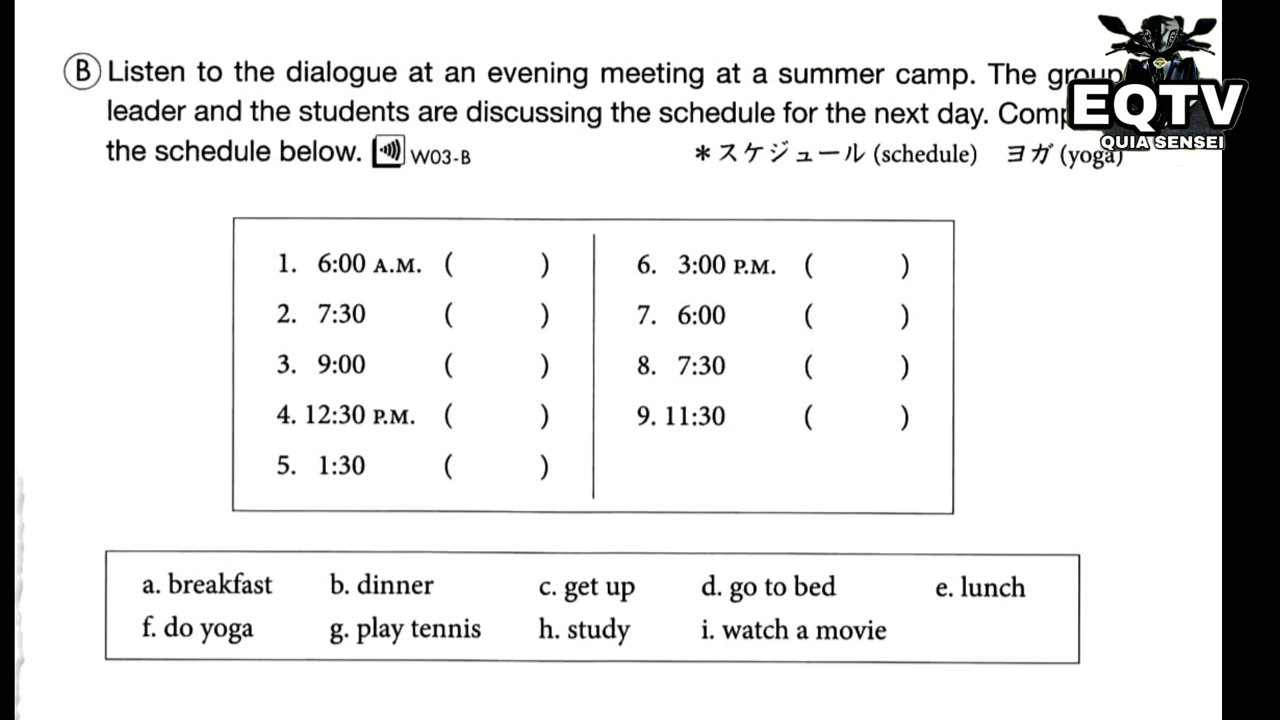 B Listen to the dialogue at an evening meeting at a summer camp. The group
leader and the students are discussing the schedule for the next day.
the schedule below. W03-B *スケジュール (schedule) ヨガ (yoga)
EQTV
QUIA SENSEI
1. 6:00 A.M. ( )
2. 7:30 ( )
3. 9:00 ( )
4. 12:30 P.M. ( )
5. 1:30 ( )
6. 3:00 P.M. ( )
7. 6:00 ( )
8. 7:30 ( )
9. 11:30 ( )
a. breakfast b. dinner c. get up d. go to bed e. lunch
f. do yoga g. play tennis h. study i. watch a movie